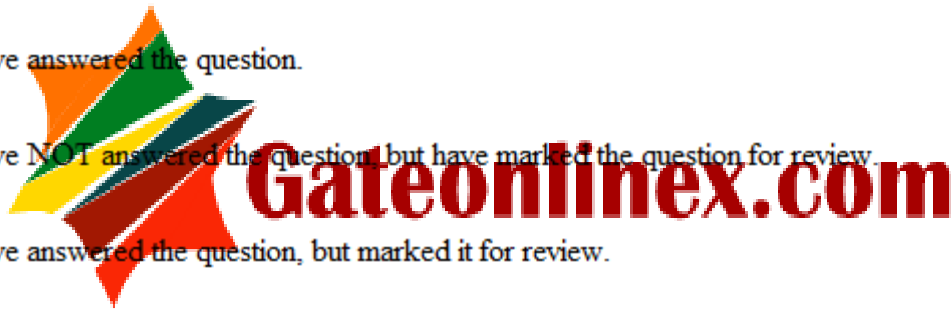 ve answered the question.
ve NOT answered the question, but have marked the question for review.
Gateonlinex.com
ve answered the question, but marked it for review.